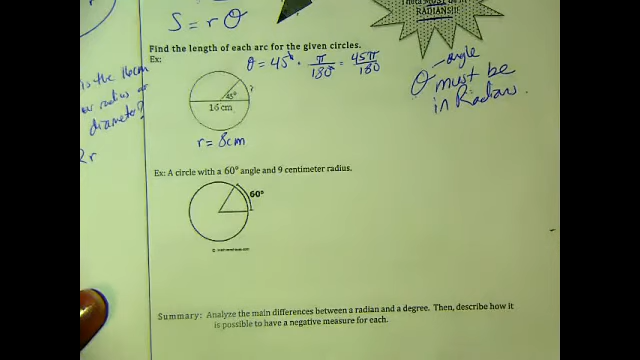 S = r θ
RADIANS!!!
Find the length of each arc for the given circles.
Ex:
θ = 45° · π/180° = 45π/180
θ - angle
must be
in Radians.
is the 16cm
radius or
diameter?
2r
45°
?
16 cm
r = 8cm
Ex: A circle with a 60° angle and 9 centimeter radius.
60°
Summary: Analyze the main differences between a radian and a degree. Then, describe how it
is possible to have a negative measure for each.